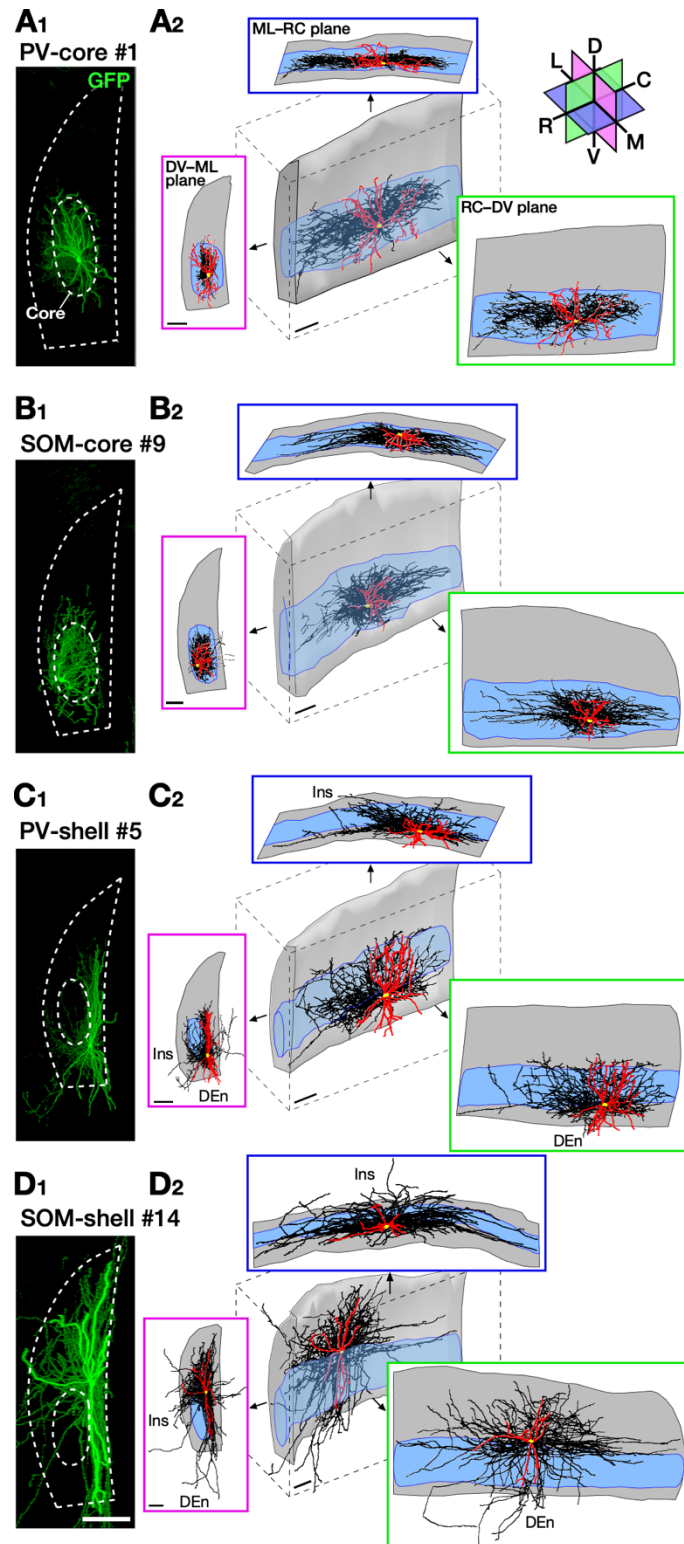 A1
PV-core #1
GFP
Core
A2
ML–RC plane
DV–ML
plane
RC–DV plane
D
L
C
R
M
V
B1
SOM-core #9
B2
C1
PV-shell #5
C2
Ins
Ins
DEn
DEn
D1
SOM-shell #14
D2
Ins
Ins
DEn
DEn